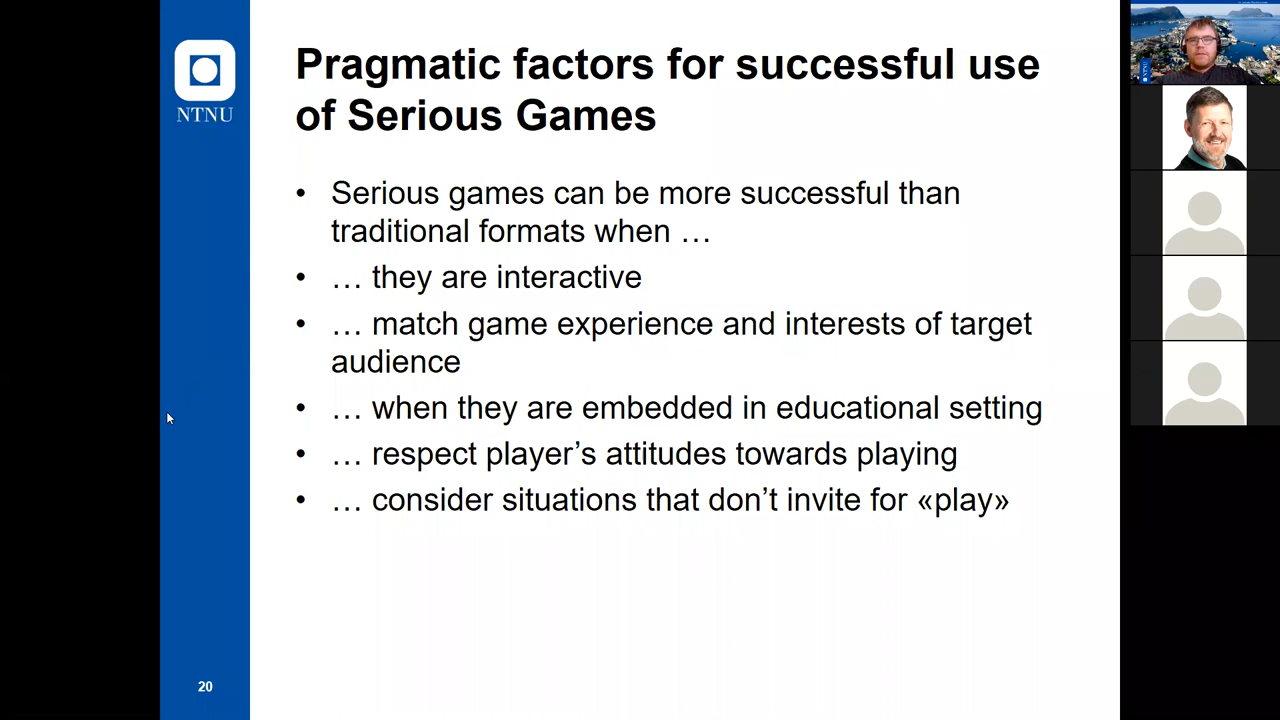 NTNU
Pragmatic factors for successful use
of Serious Games
• Serious games can be more successful than
traditional formats when …
• … they are interactive
• … match game experience and interests of target
audience
• … when they are embedded in educational setting
• … respect player’s attitudes towards playing
• … consider situations that don’t invite for «play»
20